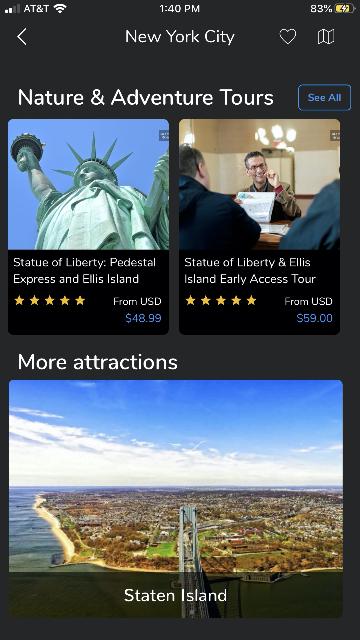 AT&T 1:40 PM 83%
New York City
Nature & Adventure Tours See All
Statue of Liberty: Pedestal
Express and Ellis Island
From USD
$48.99
Statue of Liberty & Ellis
Island Early Access Tour
From USD
$59.00
More attractions
Staten Island